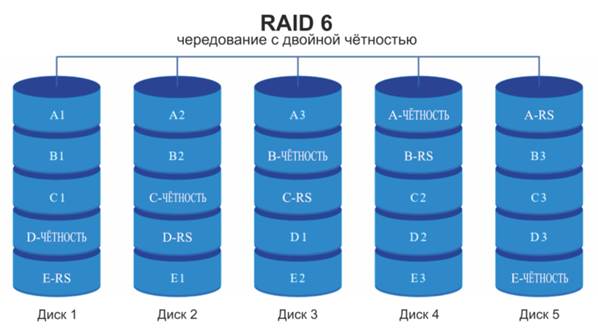 RAID 6
чередование с двойной чётностью
A1 A2 A3 A-ЧЁТНОСТЬ A-RS
B1 B2 B-ЧЁТНОСТЬ B-RS B3
C1 C-ЧЁТНОСТЬ C-RS C2 C3
D-ЧЁТНОСТЬ D-RS D1 D2 D3
E-RS E1 E2 E3 E-ЧЁТНОСТЬ
Диск 1 Диск 2 Диск 3 Диск 4 Диск 5